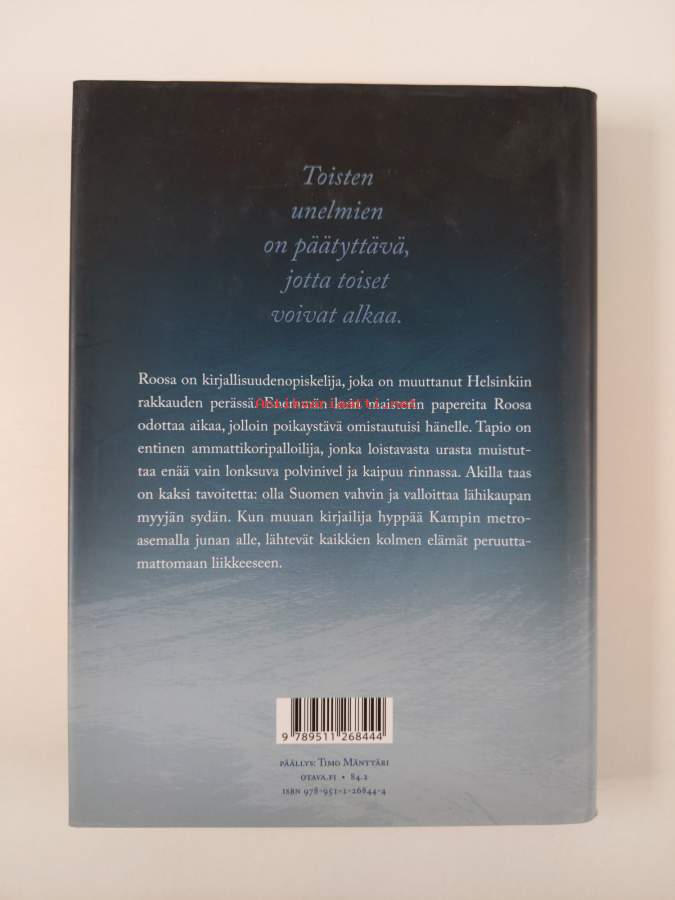 Toisten
unelmien
on päätyttävä,
jotta toiset
voivat alkaa.
Roosa on kirjallisuudenopiskelija, joka on muuttanut Helsinkiin
rakkauden perässä. Enemmän kuin maisterin papereita Roosa
odottaa aikaa, jolloin poikaystävä omistautuisi hänelle. Tapio on
entinen ammattikoripalloilija, jonka loistavasta urasta muistut-
taa enää vain lonksuva polvinivel ja kaipuu rinnassa. Akilla taas
on kaksi tavoitetta: olla Suomen vahvin ja valloittaa lähikaupan
myyjän sydän. Kun muuan kirjailija hyppää Kampin metro-
asemalla junan alle, lähtevät kaikkien kolmen elämät peruutta-
mattomaan liikkeeseen.
9 789511 268444
PÄÄLLYS: TIMO MÄNTTÄRI
OTAVA.FI • 84.2
ISBN 978-951-1-26844-4